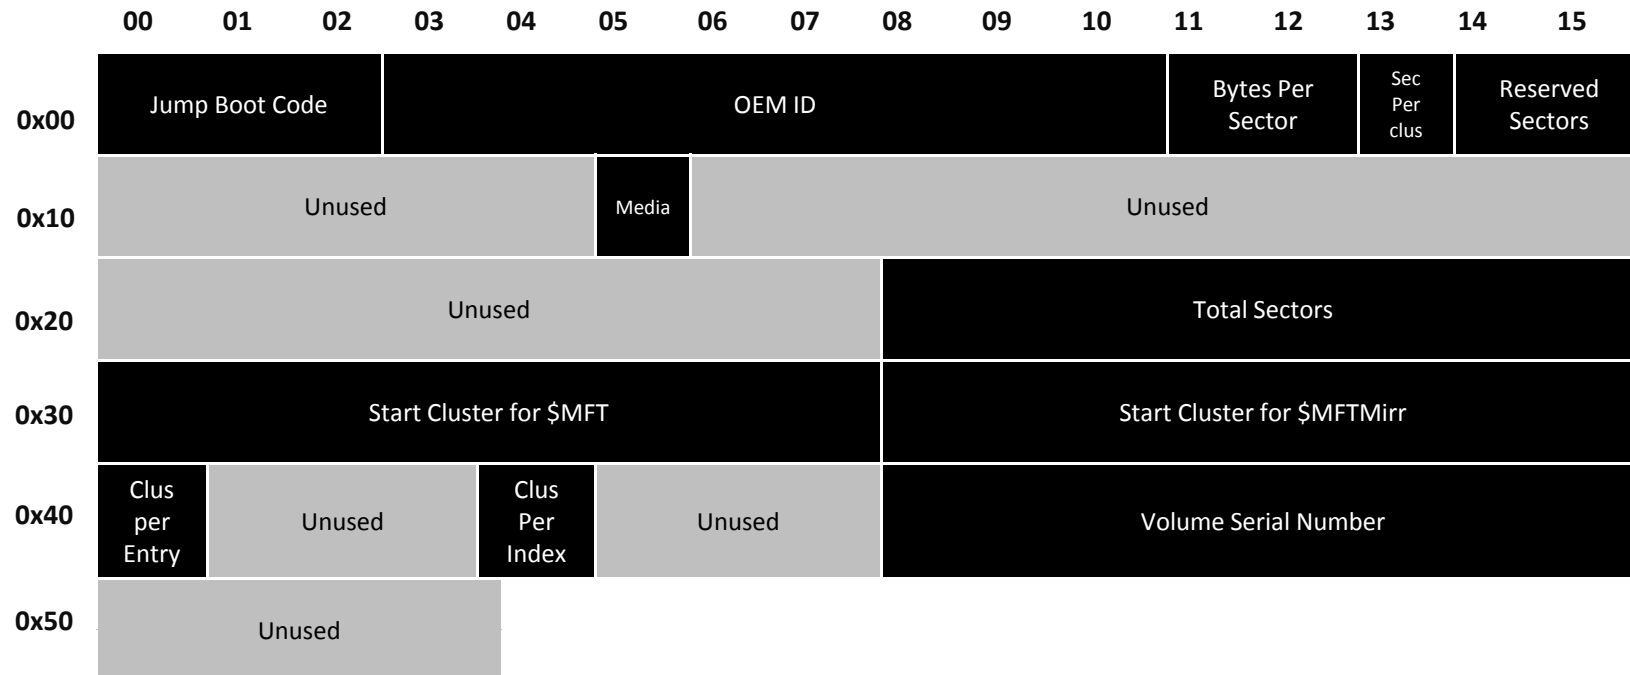 00 01 02 03 04 05 06 07 08 09 10 11 12 13 14 15
0x00
Jump Boot Code
OEM ID
Bytes Per
Sector
Sec
Per
clus
Reserved
Sectors
0x10
Unused
Media
Unused
0x20
Unused
Total Sectors
0x30
Start Cluster for $MFT
Start Cluster for $MFTMirr
0x40
Clus
per
Entry
Unused
Clus
Per
Index
Unused
Volume Serial Number
0x50
Unused